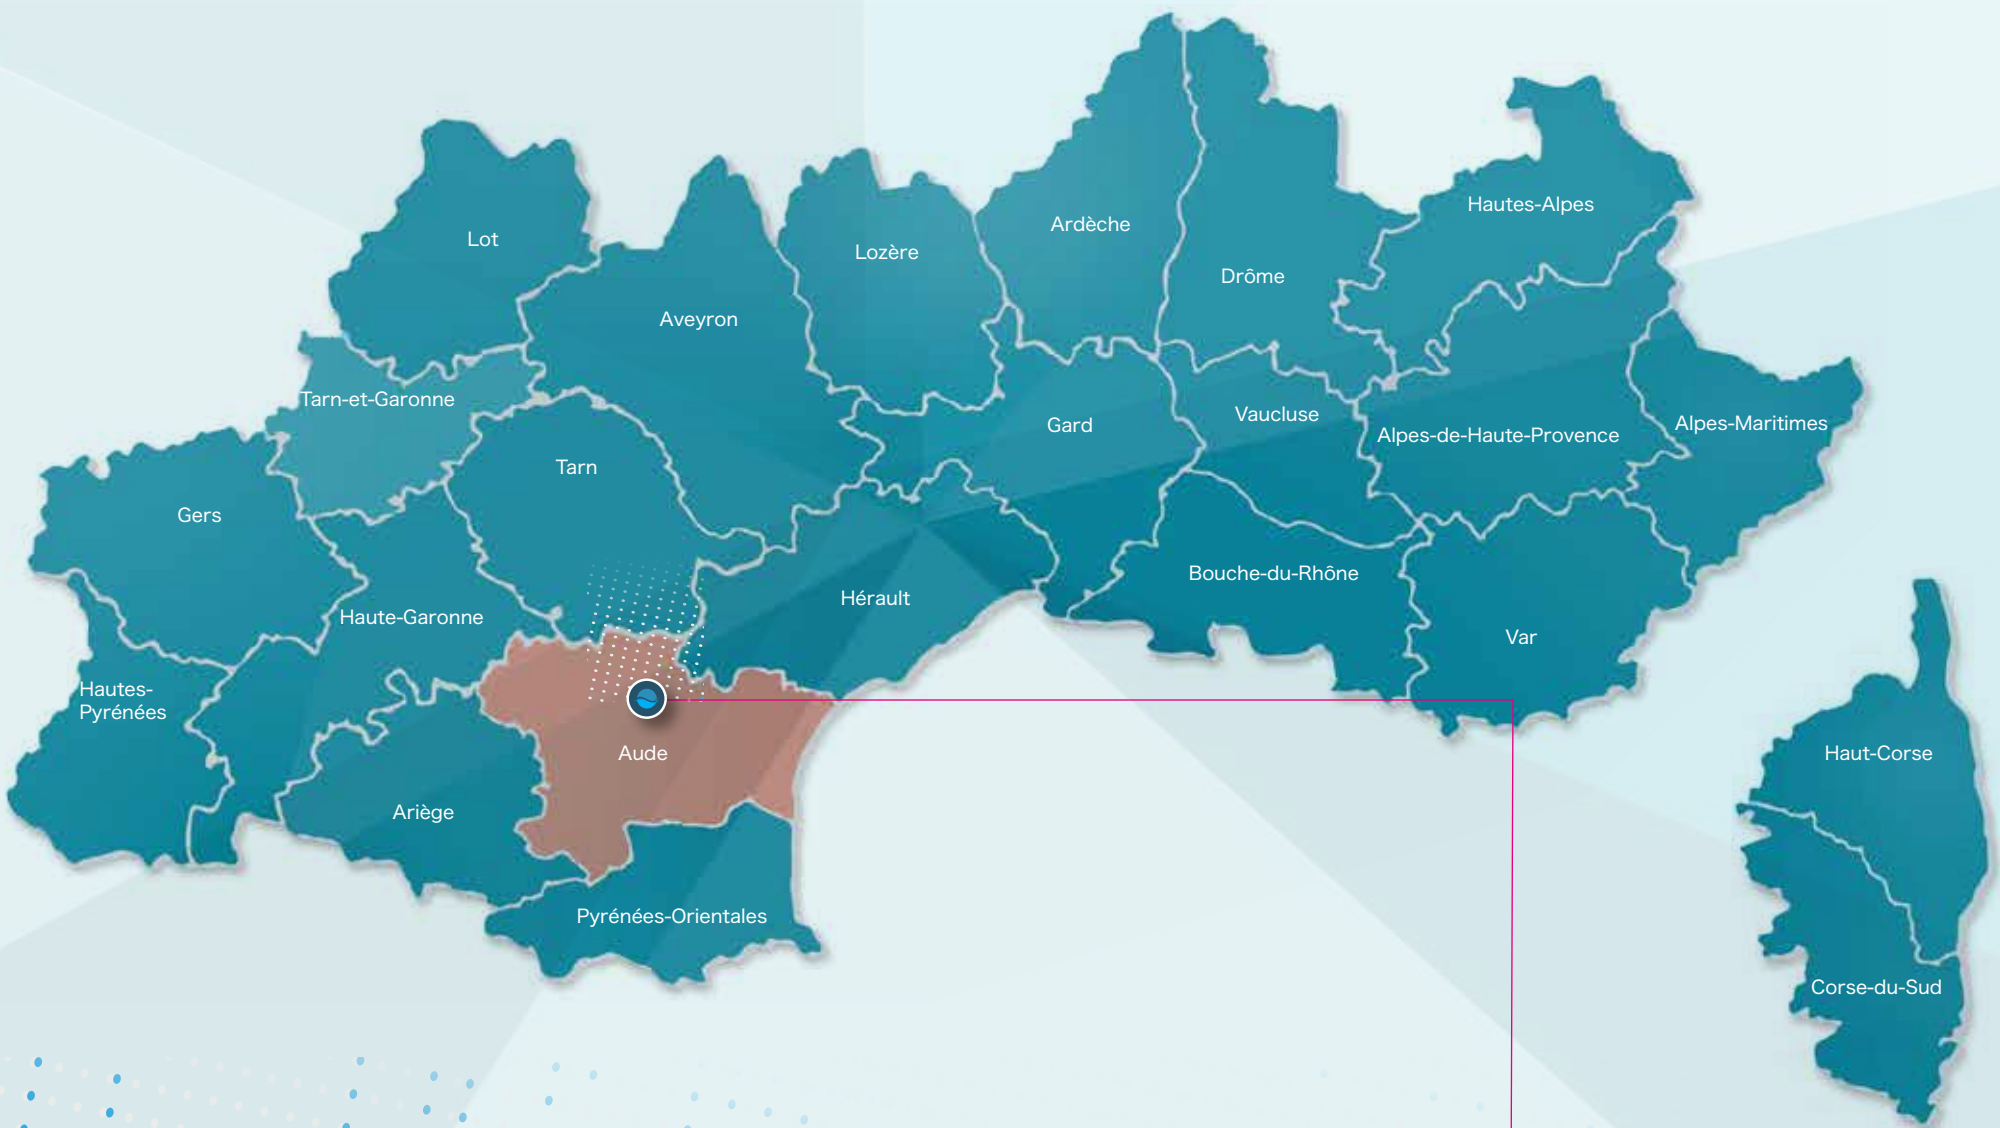 Hautes-Alpes
Ardèche
Lot
Lozère
Drôme
Aveyron
Tarn-et-Garonne
Vaucluse
Gard
Alpes-Maritimes
Alpes-de-Haute-Provence
Tarn
Gers
Bouche-du-Rhône
Hérault
Haute-Garonne
Var
Hautes-
Pyrénées
Aude
Haut-Corse
Ariège
Pyrénées-Orientales
Corse-du-Sud